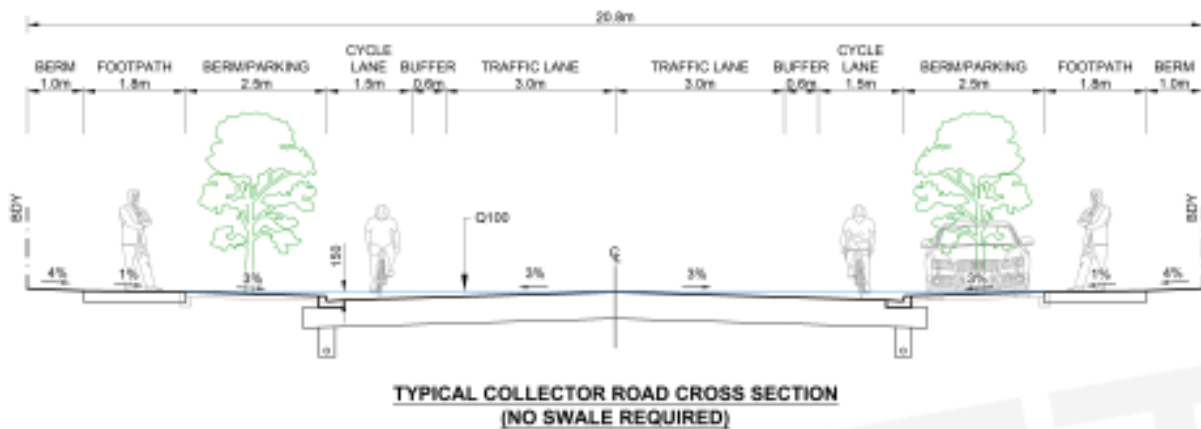 20.8m
BERM FOOTPATH BERM/PARKING CYCLE LANE BUFFER TRAFFIC LANE TRAFFIC LANE BUFFER CYCLE LANE BERM/PARKING FOOTPATH BERM
1.0m 1.8m 2.5m 1.5m 0.6m 3.0m 3.0m 0.6m 1.5m 2.5m 1.8m 1.0m
BDY
Q100
150
BDY
4% 1% 3% 3% 3% 3% 1% 4%
TYPICAL COLLECTOR ROAD CROSS SECTION
(NO SWALE REQUIRED)